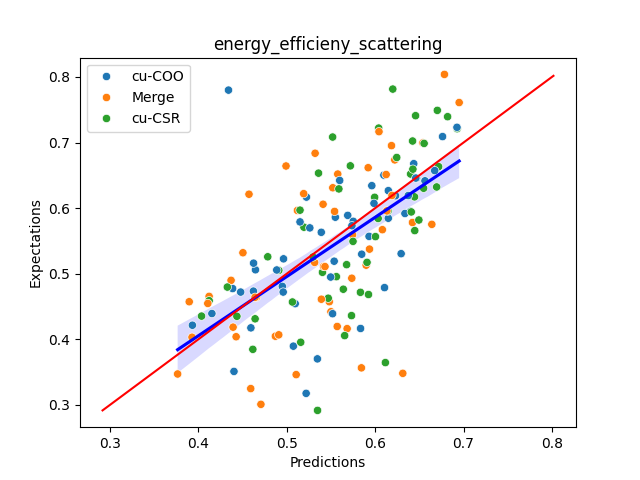 energy_efficieny_scattering
cu-COO
Merge
cu-CSR
0.8
0.7
0.6
0.5
0.4
0.3
Expectations
0.3 0.4 0.5 0.6 0.7 0.8
Predictions